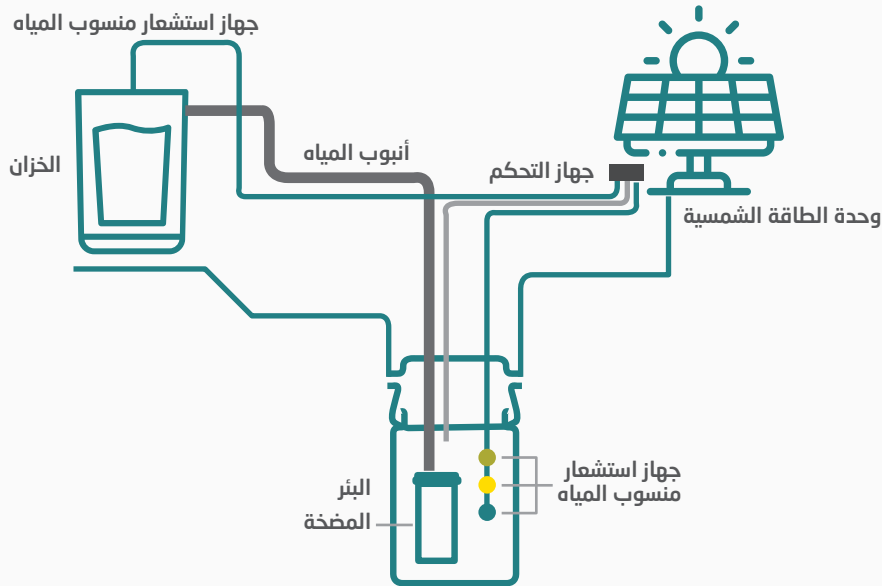 جهاز استشعار منسوب المياه
الخزان
أنبوب المياه
جهاز التحكم
وحدة الطاقة الشمسية
جهاز استشعار
منسوب المياه
البئر
المضخة